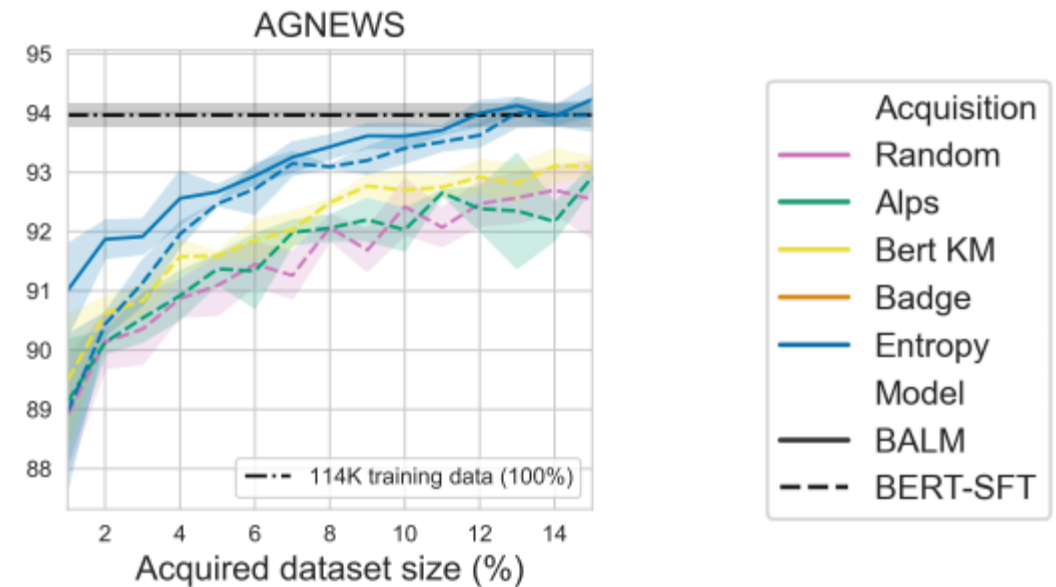 AGNEWS
95
94
93
92
91
90
89
88
114K training data (100%)
2 4 6 8 10 12 14
Acquired dataset size (%)
Acquisition
Random
Alps
Bert KM
Badge
Entropy
Model
BALM
BERT-SFT